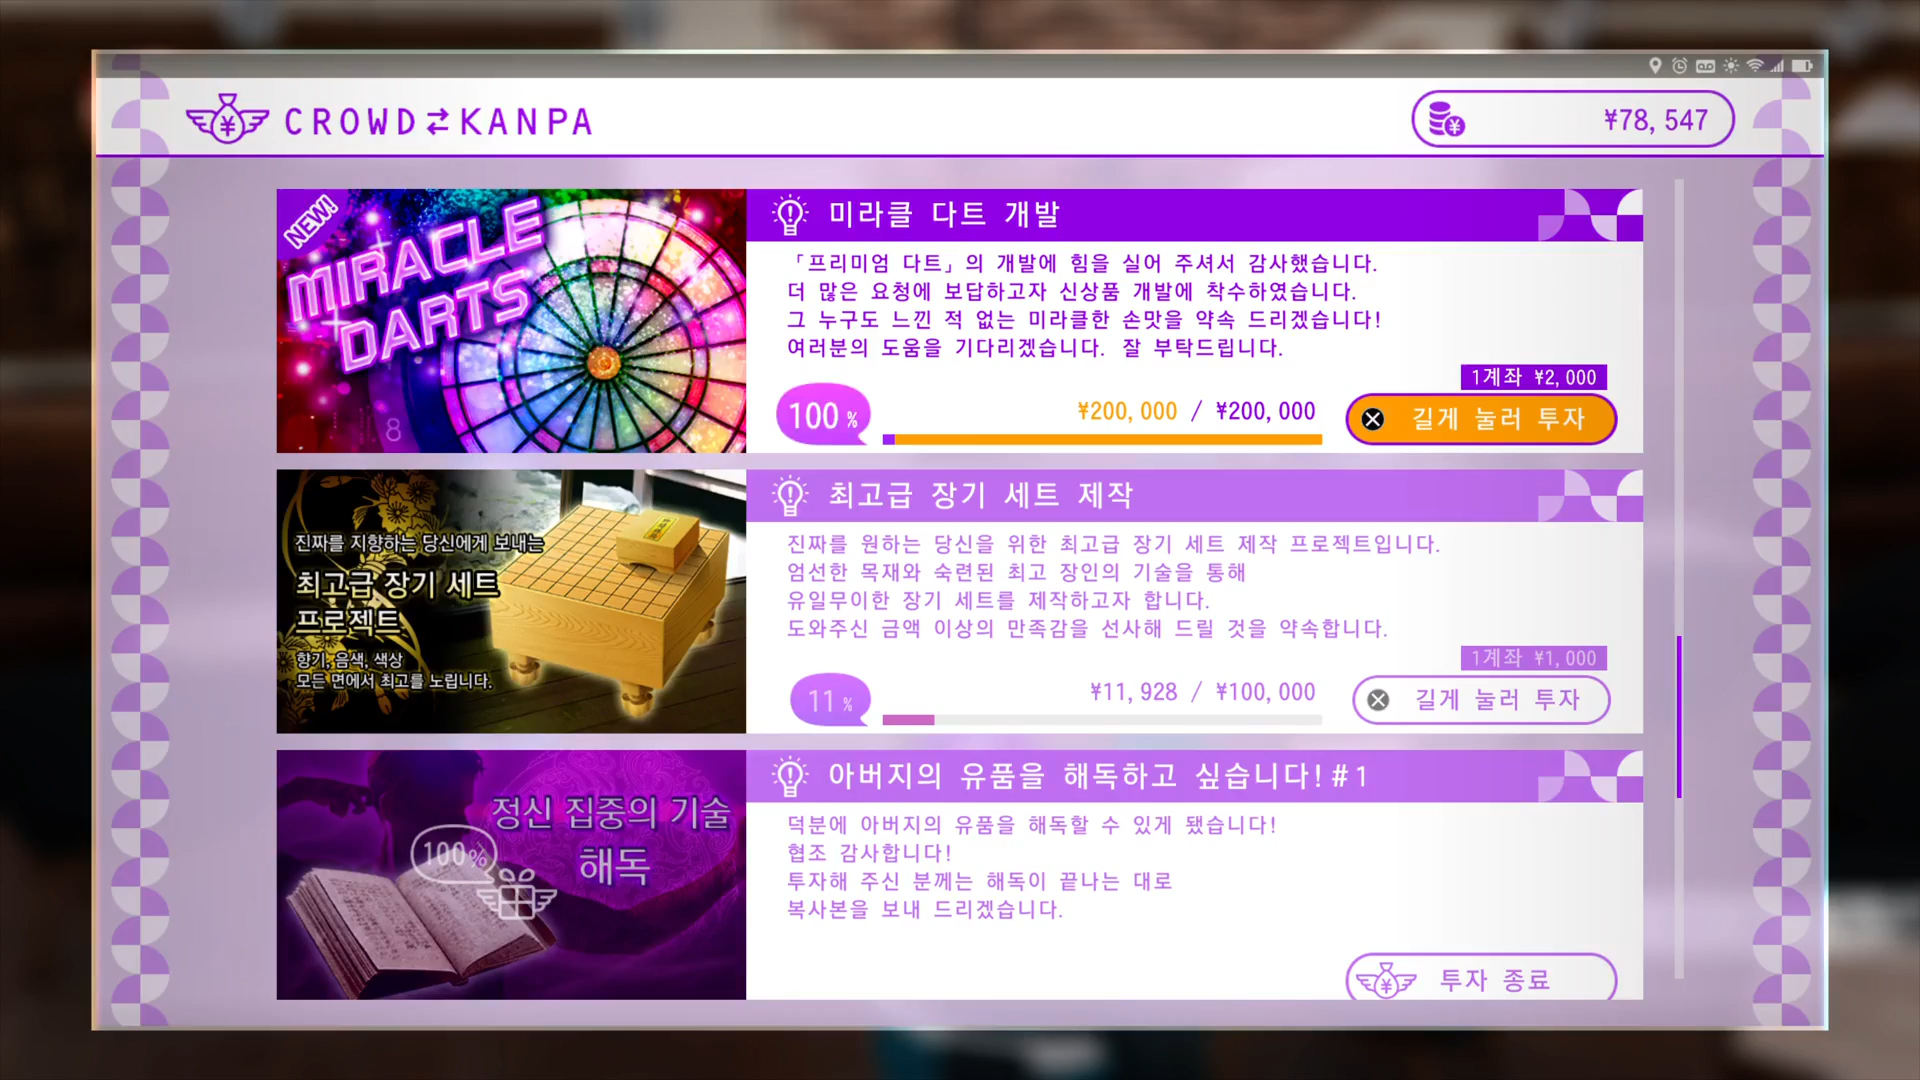 CROWD⇄KANPA
¥78,547
NEW!
MIRACLE
DARTS
8
미라클 다트 개발
「프리미엄 다트」의 개발에 힘을 실어 주셔서 감사했습니다.
더 많은 요청에 보답하고자 신상품 개발에 착수하였습니다.
그 누구도 느낀 적 없는 미라클한 손맛을 약속 드리겠습니다!
여러분의 도움을 기다리겠습니다. 잘 부탁드립니다.
1계좌 ¥2,000
100%
¥200,000 / ¥200,000
길게 눌러 투자
진짜를 지향하는 당신에게 보내는
최고급 장기 세트
프로젝트
향기, 음색, 색상
모든 면에서 최고를 노립니다.
최고급 장기 세트 제작
진짜를 원하는 당신을 위한 최고급 장기 세트 제작 프로젝트입니다.
엄선한 목재와 숙련된 최고 장인의 기술을 통해
유일무이한 장기 세트를 제작하고자 합니다.
도와주신 금액 이상의 만족감을 선사해 드릴 것을 약속합니다.
1계좌 ¥1,000
11%
¥11,928 / ¥100,000
길게 눌러 투자
정신 집중의 기술
해독
100%
아버지의 유품을 해독하고 싶습니다!#1
덕분에 아버지의 유품을 해독할 수 있게 됐습니다!
협조 감사합니다!
투자해 주신 분께는 해독이 끝나는 대로
복사본을 보내 드리겠습니다.
투자 종료